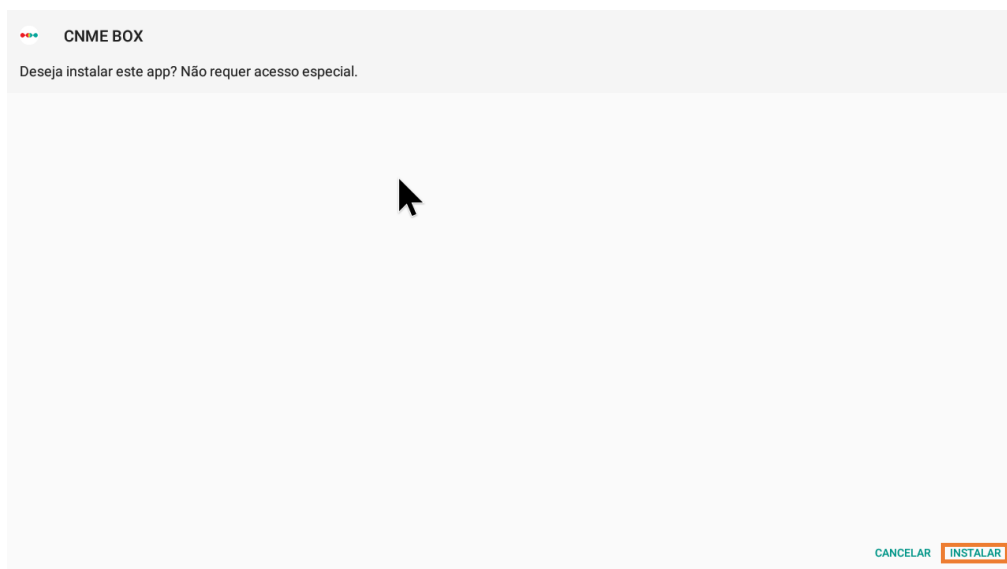 CNME BOX
Deseja instalar este app? Não requer acesso especial.
CANCELAR INSTALAR